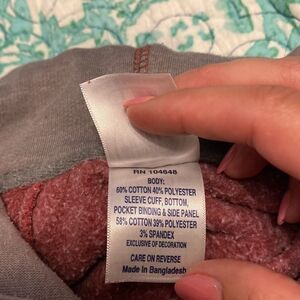 RN 104648
BODY:
60% COTTON 40% POLYESTER
SLEEVE CUFF, BOTTOM,
POCKET BINDING & SIDE PANEL
58% COTTON 39% POLYESTER
3% SPANDEX
EXCLUSIVE OF DECORATION
CARE ON REVERSE
Made in Bangladesh